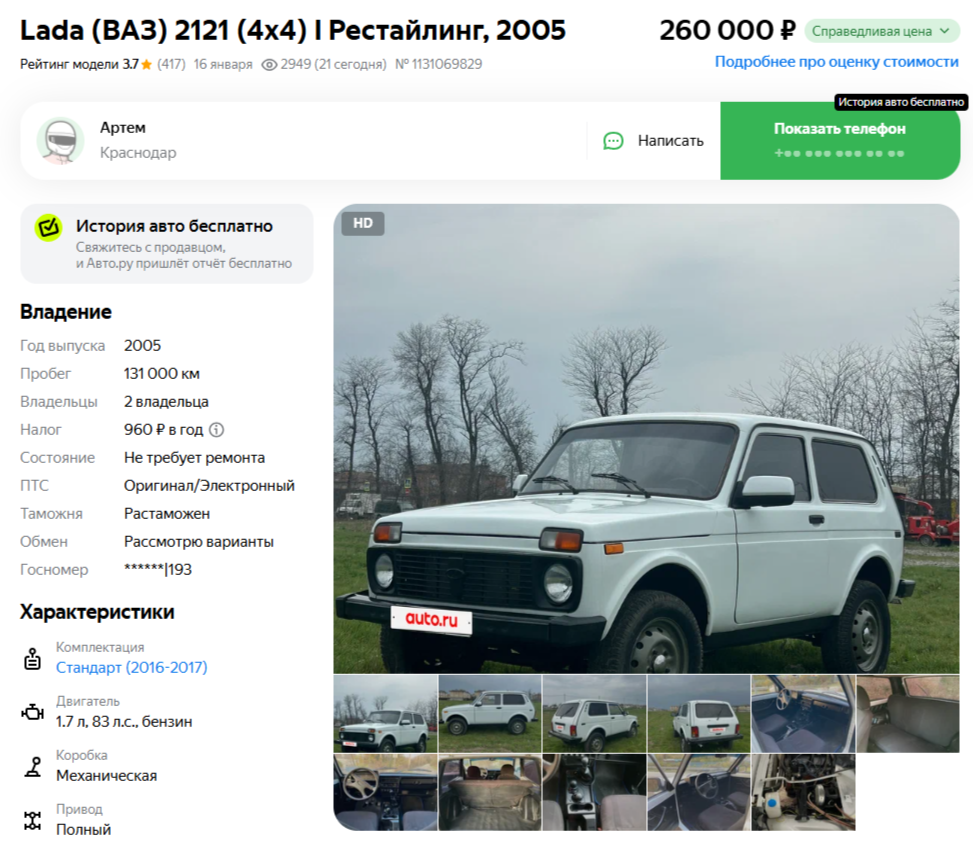 Lada (ВАЗ) 2121 (4x4) I Рестайлинг, 2005
260 000 ₽ Справедливая цена
Рейтинг модели 3.7 ★ (417) 16 января 2949 (21 сегодня) № 1131069829
Подробнее про оценку стоимости
История авто бесплатно
Артем
Краснодар
Написать
Показать телефон
+•• ••• ••• •• ••
История авто бесплатно
Свяжитесь с продавцом,
и Авто.ру пришлёт отчёт бесплатно
Владение
Год выпуска 2005
Пробег 131 000 км
Владельцы 2 владельца
Налог 960 ₽ в год
Состояние Не требует ремонта
ПТС Оригинал/Электронный
Таможня Растаможен
Обмен Рассмотрю варианты
Госномер ******|193
Характеристики
Комплектация
Стандарт (2016-2017)
Двигатель
1.7 л, 83 л.с., бензин
Коробка
Механическая
Привод
Полный
HD
auto.ru